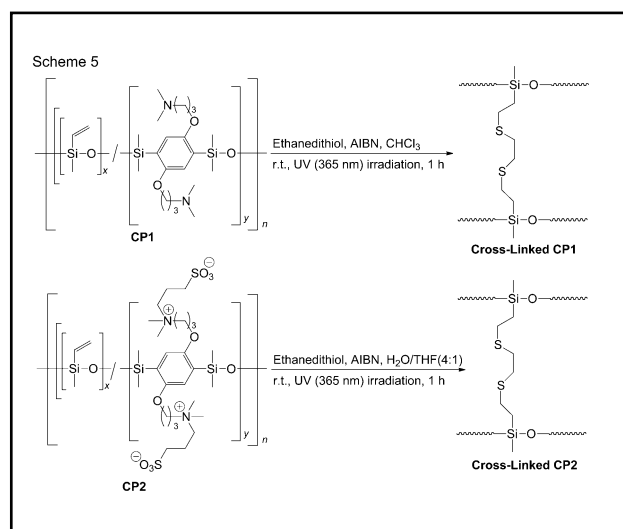 Scheme 5
N
( )3
O
Si
O
x
/
Si
Si
O
O
( )3
N
y
n
CP1
Ethanedithiol, AIBN, CHCl3
r.t., UV (365 nm) irradiation, 1 h
Si
O
S
S
Si
O
Cross-Linked CP1
⊖
SO3
⊕
N
( )3
O
Si
O
x
/
Si
Si
O
O
( )3
⊕
N
y
n
⊖
O3S
CP2
Ethanedithiol, AIBN, H2O/THF(4:1)
r.t., UV (365 nm) irradiation, 1 h
Si
O
S
S
Si
O
Cross-Linked CP2